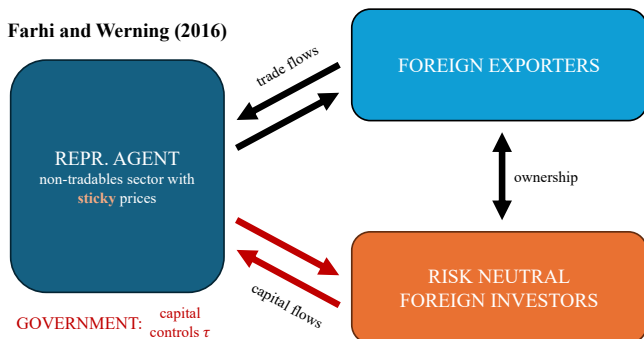 Farhi and Werning (2016)
trade flows
FOREIGN EXPORTERS
REPR. AGENT
non-tradables sector with
sticky prices
ownership
RISK NEUTRAL
FOREIGN INVESTORS
capital flows
GOVERNMENT: capital
controls τ